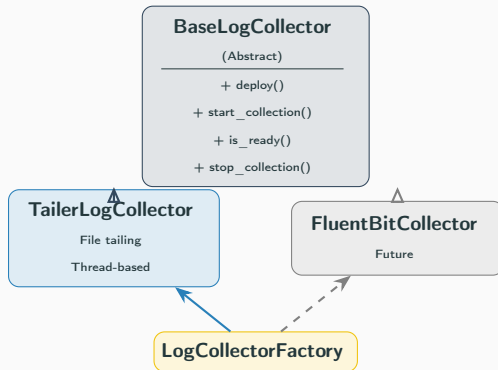 BaseLogCollector
(Abstract)
+ deploy()
+ start_collection()
+ is_ready()
+ stop_collection()
TailerLogCollector
File tailing
Thread-based
FluentBitCollector
Future
LogCollectorFactory